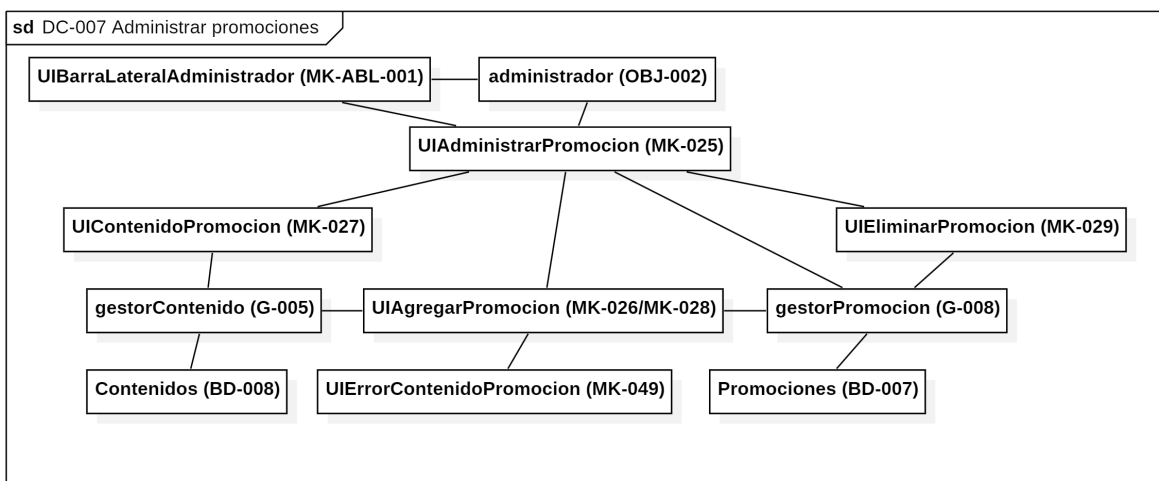 sd DC-007 Administrar promociones
UIBarraLateralAdministrador (MK-ABL-001)
administrador (OBJ-002)
UIAdministrarPromocion (MK-025)
UIContenidoPromocion (MK-027)
UIEliminarPromocion (MK-029)
gestorContenido (G-005)
UIAgregarPromocion (MK-026/MK-028)
gestorPromocion (G-008)
Contenidos (BD-008)
UIErrorContenidoPromocion (MK-049)
Promociones (BD-007)